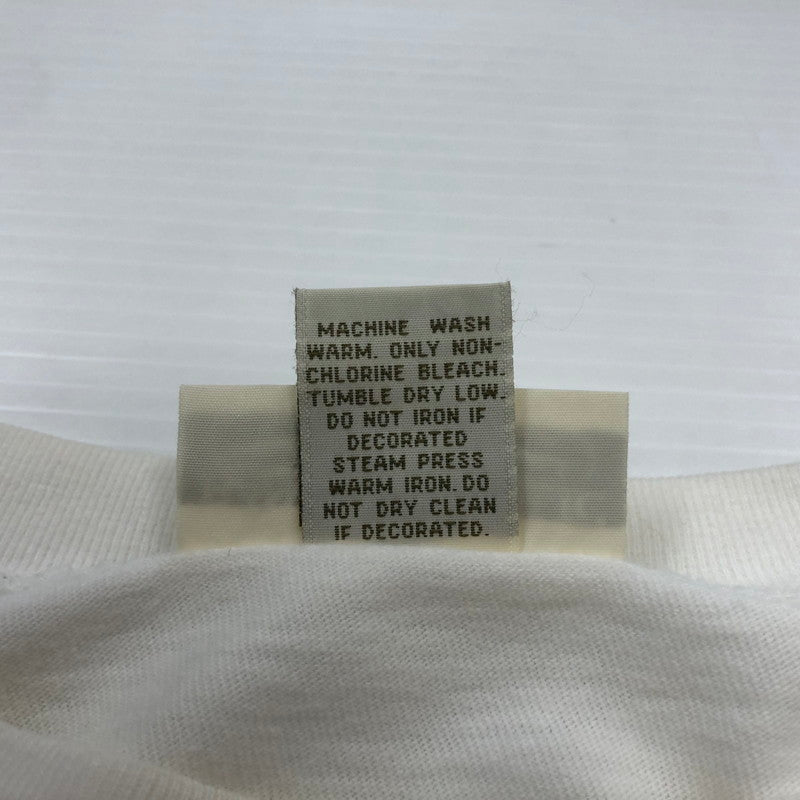 MACHINE WASH
WARM. ONLY NON-
CHLORINE BLEACH.
TUMBLE DRY LOW.
DO NOT IRON IF
DECORATED
STEAM PRESS
WARM IRON. DO
NOT DRY CLEAN
IF DECORATED.